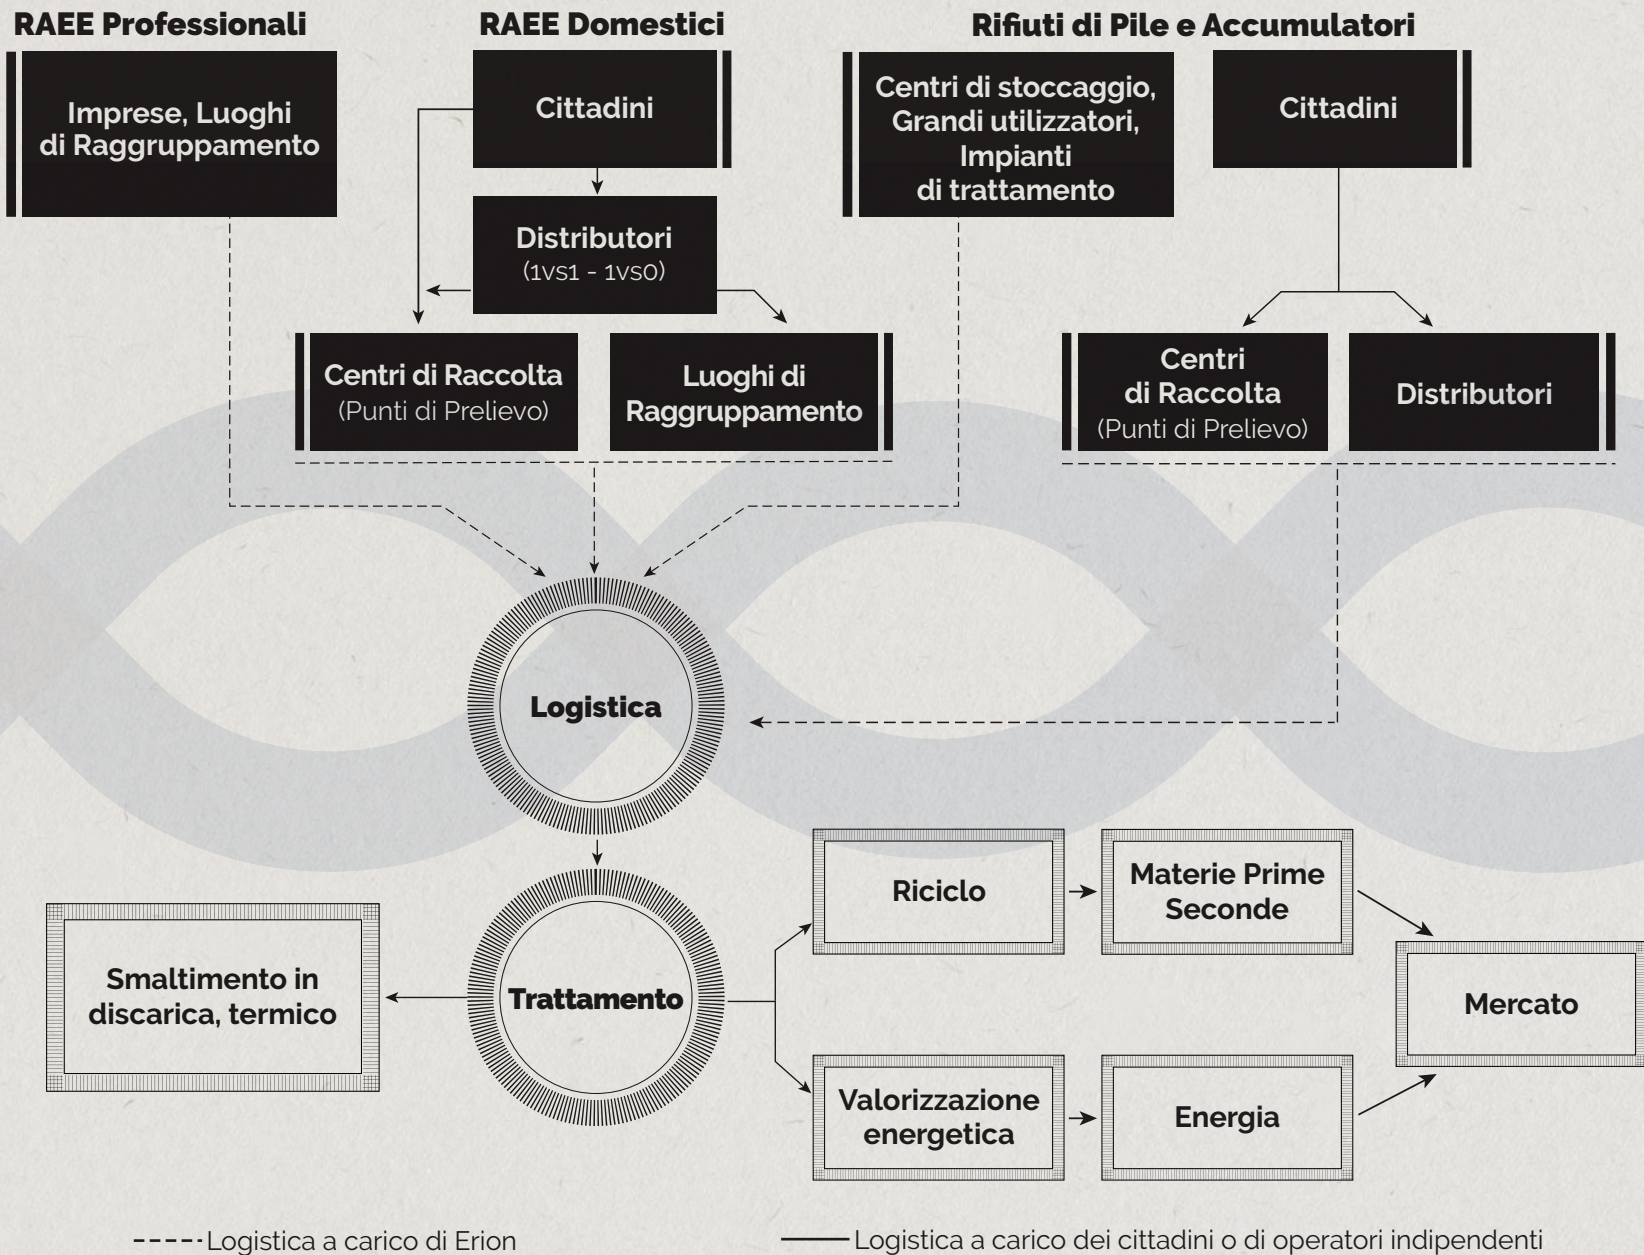 RAEE Professionali
RAEE Domestici
Rifiuti di Pile e Accumulatori
Imprese, Luoghi
di Raggruppamento
Cittadini
Centri di stoccaggio,
Grandi utilizzatori,
Impianti
di trattamento
Cittadini
Distributori
(1vs1 - 1vs0)
Centri di Raccolta
(Punti di Prelievo)
Luoghi di
Raggruppamento
Centri
di Raccolta
(Punti di Prelievo)
Distributori
Logistica
Trattamento
Smaltimento in
discarica, termico
Riciclo
Materie Prime
Seconde
Mercato
Valorizzazione
energetica
Energia
Logistica a carico di Erion
Logistica a carico dei cittadini o di operatori indipendenti